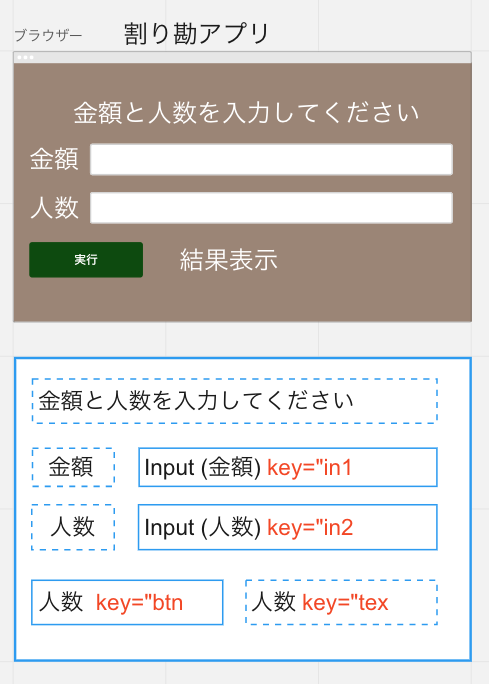 ブラウザー
割り勘アプリ
金額と人数を入力してください
金額
人数
実行
結果表示
金額と人数を入力してください
金額
Input (金額) key="in1
人数
Input (人数) key="in2
人数 key="btn
人数 key="tex